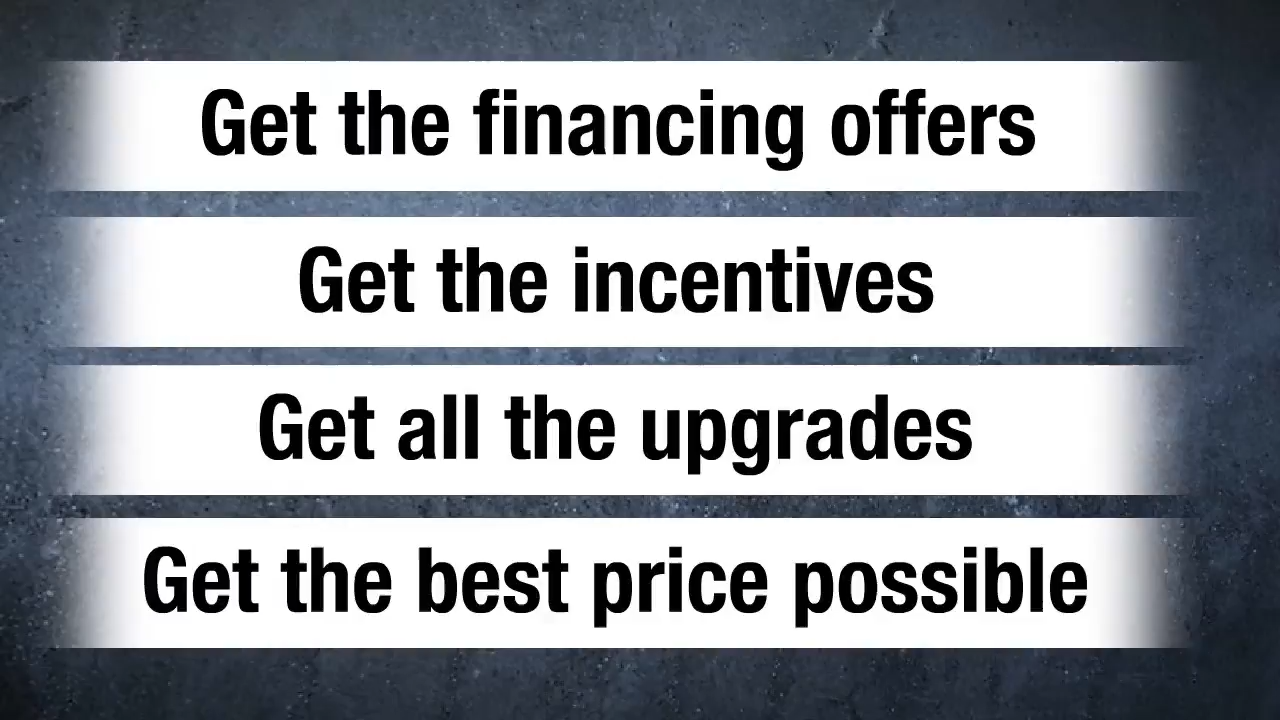 Get the financing offers
Get the incentives
Get all the upgrades
Get the best price possible